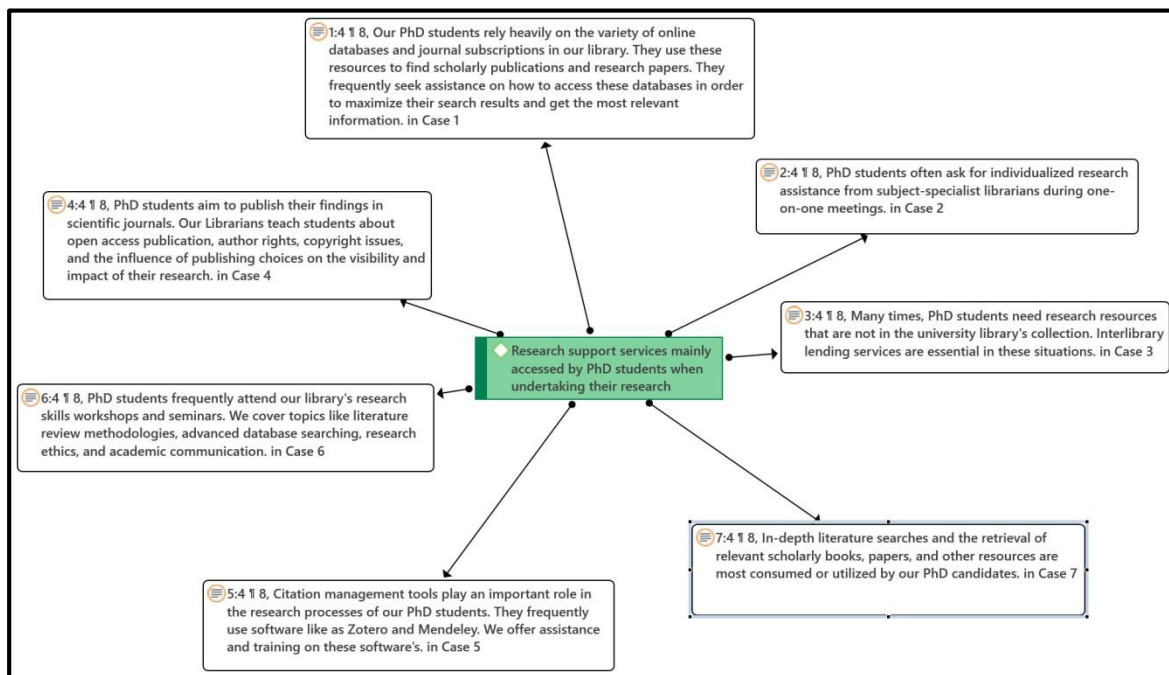 1:4 ¶ 8, Our PhD students rely heavily on the variety of online
databases and journal subscriptions in our library. They use these
resources to find scholarly publications and research papers. They
frequently seek assistance on how to access these databases in order
to maximize their search results and get the most relevant
information. in Case 1
2:4 ¶ 8, PhD students often ask for individualized research
assistance from subject-specialist librarians during one-
on-one meetings. in Case 2
4:4 ¶ 8, PhD students aim to publish their findings in
scientific journals. Our Librarians teach students about
open access publication, author rights, copyright issues,
and the influence of publishing choices on the visibility and
impact of their research. in Case 4
3:4 ¶ 8, Many times, PhD students need research resources
that are not in the university library's collection. Interlibrary
lending services are essential in these situations. in Case 3
Research support services mainly
accessed by PhD students when
undertaking their research
6:4 ¶ 8, PhD students frequently attend our library's research
skills workshops and seminars. We cover topics like literature
review methodologies, advanced database searching, research
ethics, and academic communication. in Case 6
7:4 ¶ 8, In-depth literature searches and the retrieval of
relevant scholarly books, papers, and other resources are
most consumed or utilized by our PhD candidates. in Case 7
5:4 ¶ 8, Citation management tools play an important role in
the research processes of our PhD students. They frequently
use software like as Zotero and Mendeley. We offer assistance
and training on these software's. in Case 5